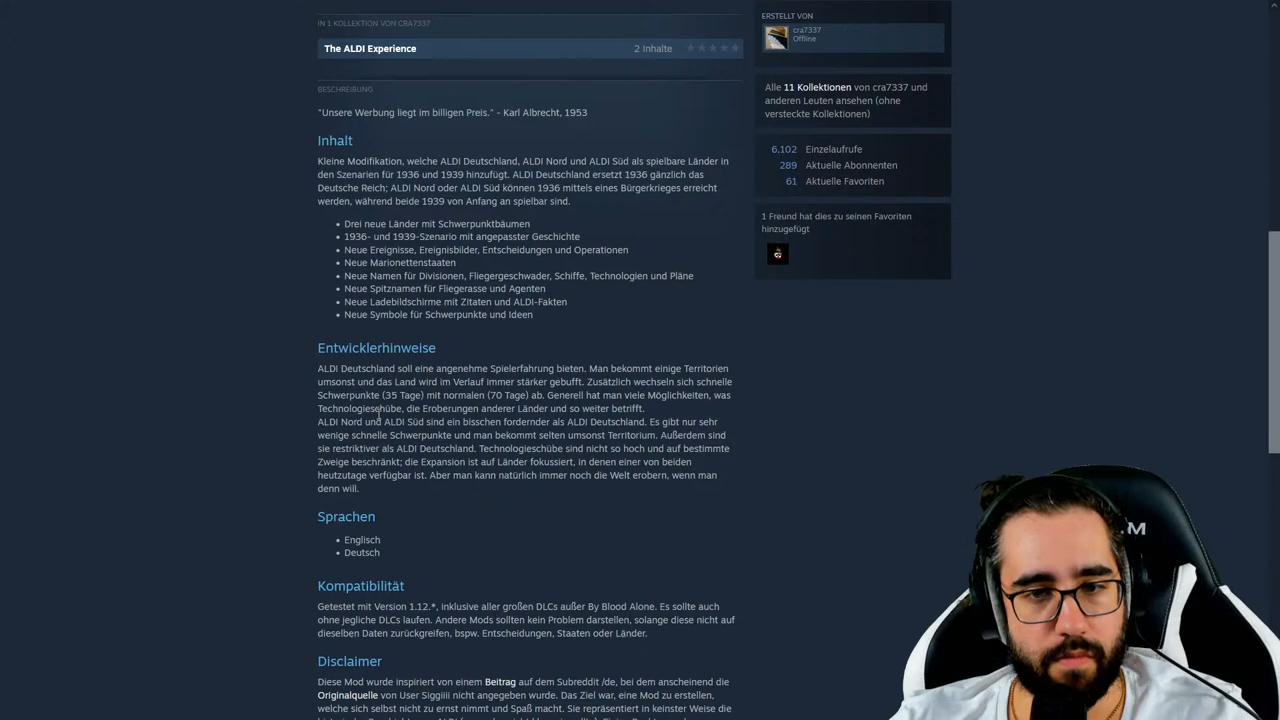 IN 1 KOLLEKTION VON CRA7337
The ALDI Experience
2 Inhalte
BESCHREIBUNG
"Unsere Werbung liegt im billigen Preis." - Karl Albrecht, 1953
Inhalt
Kleine Modifikation, welche ALDI Deutschland, ALDI Nord und ALDI Süd als spielbare Länder in
den Szenarien für 1936 und 1939 hinzufügt. ALDI Deutschland ersetzt 1936 gänzlich das
Deutsche Reich; ALDI Nord oder ALDI Süd können 1936 mittels eines Bürgerkrieges erreicht
werden, während beide 1939 von Anfang an spielbar sind.
• Drei neue Länder mit Schwerpunktbäumen
• 1936- und 1939-Szenario mit angepasster Geschichte
• Neue Ereignisse, Ereignisbilder, Entscheidungen und Operationen
• Neue Marionettenstaaten
• Neue Namen für Divisionen, Fliegergeschwader, Schiffe, Technologien und Pläne
• Neue Spitznamen für Fliegerasse und Agenten
• Neue Ladebildschirme mit Zitaten und ALDI-Fakten
• Neue Symbole für Schwerpunkte und Ideen
Entwicklerhinweise
ALDI Deutschland soll eine angenehme Spielerfahrung bieten. Man bekommt einige Territorien
umsonst und das Land wird im Verlauf immer stärker gebufft. Zusätzlich wechseln sich schnelle
Schwerpunkte (35 Tage) mit normalen (70 Tage) ab. Generell hat man viele Möglichkeiten, was
Technologieschübe, die Eroberungen anderer Länder und so weiter betrifft.
ALDI Nord und ALDI Süd sind ein bisschen fordernder als ALDI Deutschland. Es gibt nur sehr
wenige schnelle Schwerpunkte und man bekommt selten umsonst Territorium. Außerdem sind
sie restriktiver als ALDI Deutschland. Technologieschübe sind nicht so hoch und auf bestimmte
Zweige beschränkt; die Expansion ist auf Länder fokussiert, in denen einer von beiden
heutzutage verfügbar ist. Aber man kann natürlich immer noch die Welt erobern, wenn man
denn will.
Sprachen
• Englisch
• Deutsch
Kompatibilität
Getestet mit Version 1.12.*, inklusive aller großen DLCs außer By Blood Alone. Es sollte auch
ohne jegliche DLCs laufen. Andere Mods sollten kein Problem darstellen, solange diese nicht auf
dieselben Daten zurückgreifen, bspw. Entscheidungen, Staaten oder Länder.
Disclaimer
Diese Mod wurde inspiriert von einem Beitrag auf dem Subreddit /de, bei dem anscheinend die
Originalquelle von User Siggiiii nicht angegeben wurde. Das Ziel war, eine Mod zu erstellen,
welche sich selbst nicht zu ernst nimmt und Spaß macht. Sie repräsentiert in keinster Weise die
ERSTELLT VON
cra7337
Offline
Alle 11 Kollektionen von cra7337 und
anderen Leuten ansehen (ohne
versteckte Kollektionen)
6,102 Einzelaufrufe
289 Aktuelle Abonnenten
61 Aktuelle Favoriten
1 Freund hat dies zu seinen Favoriten
hinzugefügt